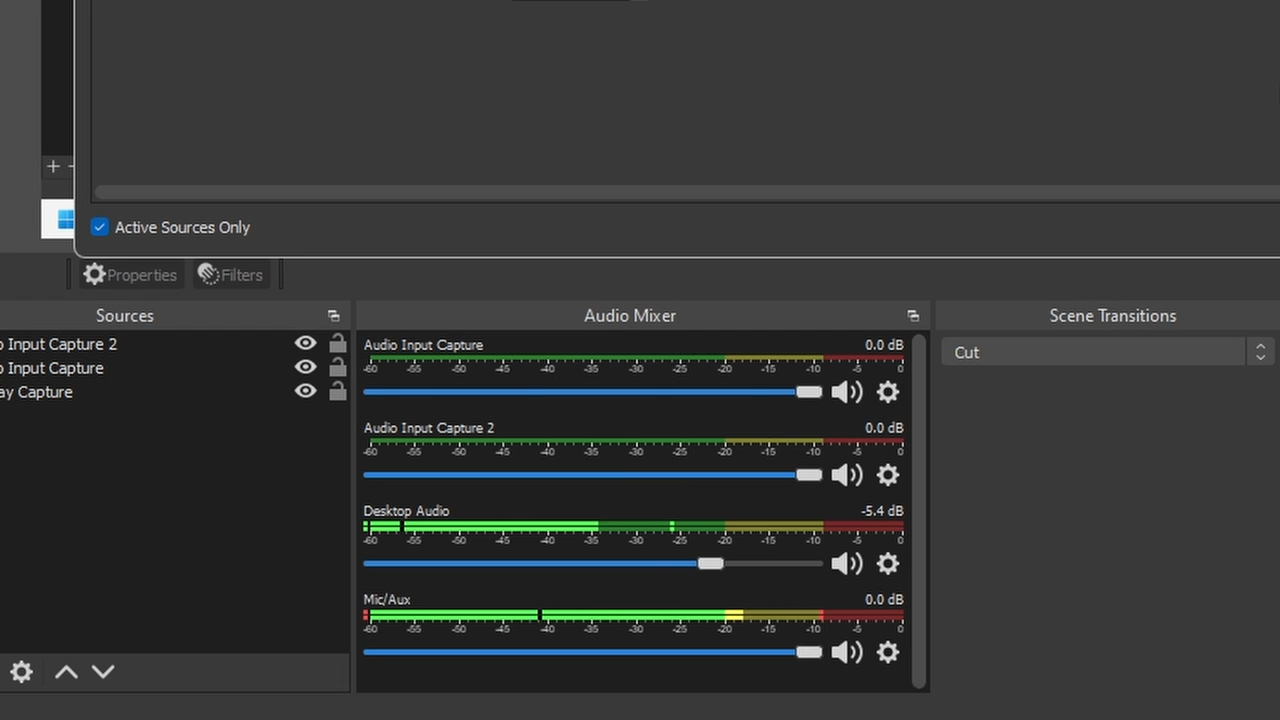 Active Sources Only
Properties Filters
Sources
Audio Mixer
Scene Transitions
o Input Capture 2
o Input Capture
ay Capture
Audio Input Capture 0.0 dB
-60 -55 -50 -45 -40 -35 -30 -25 -20 -15 -10 -5 0
Audio Input Capture 2 0.0 dB
-60 -55 -50 -45 -40 -35 -30 -25 -20 -15 -10 -5 0
Desktop Audio -5.4 dB
-60 -55 -50 -45 -40 -35 -30 -25 -20 -15 -10 -5 0
Mic/Aux 0.0 dB
-60 -55 -50 -45 -40 -35 -30 -25 -20 -15 -10 -5 0
Cut